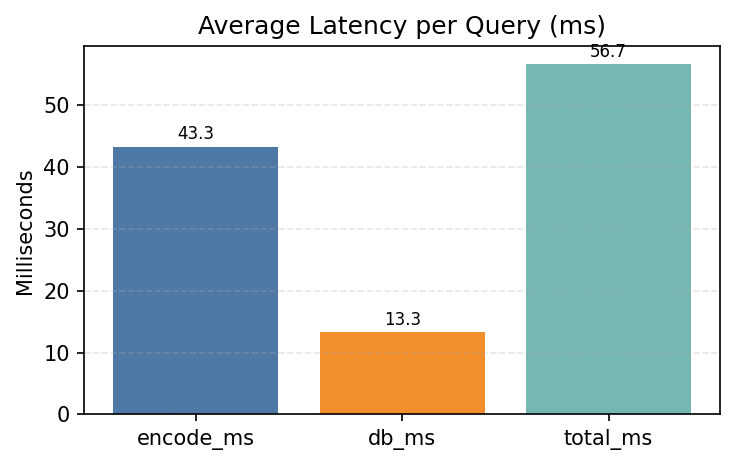 Average Latency per Query (ms)
56.7
43.3
13.3
50
40
30
20
10
0
Milliseconds
encode_ms
db_ms
total_ms